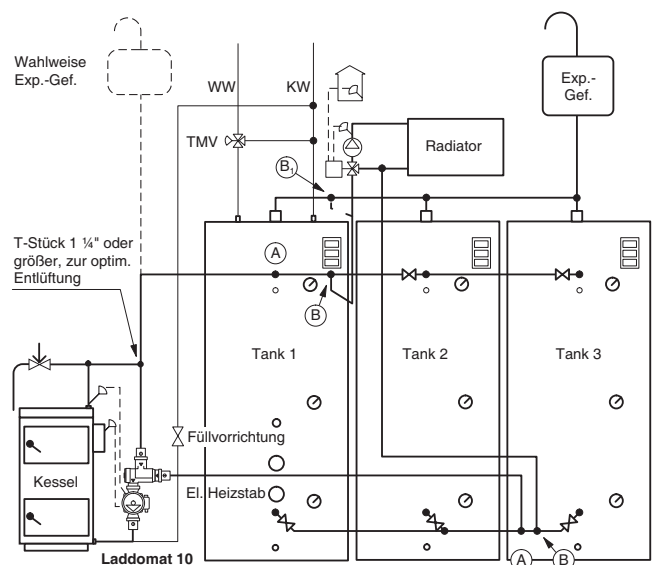 Wahlweise
Exp.-Gef.
WW
KW
TMV
Exp.-
Gef.
Radiator
B₁
T-Stück 1 ¼" oder
größer, zur optim.
Entlüftung
A
B
Tank 1
Tank 2
Tank 3
Füllvorrichtung
Kessel
El. Heizstab
Laddomat 10
A
B